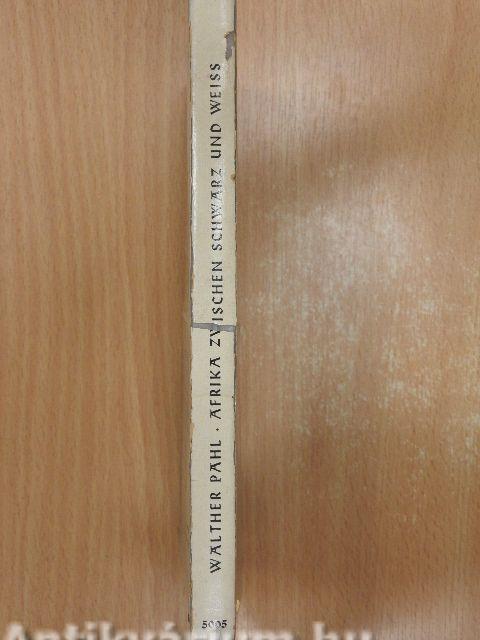 WALTHER PAHL · AFRIKA ZWISCHEN SCHWARZ UND WEISS
5005
Antikvárium.hu